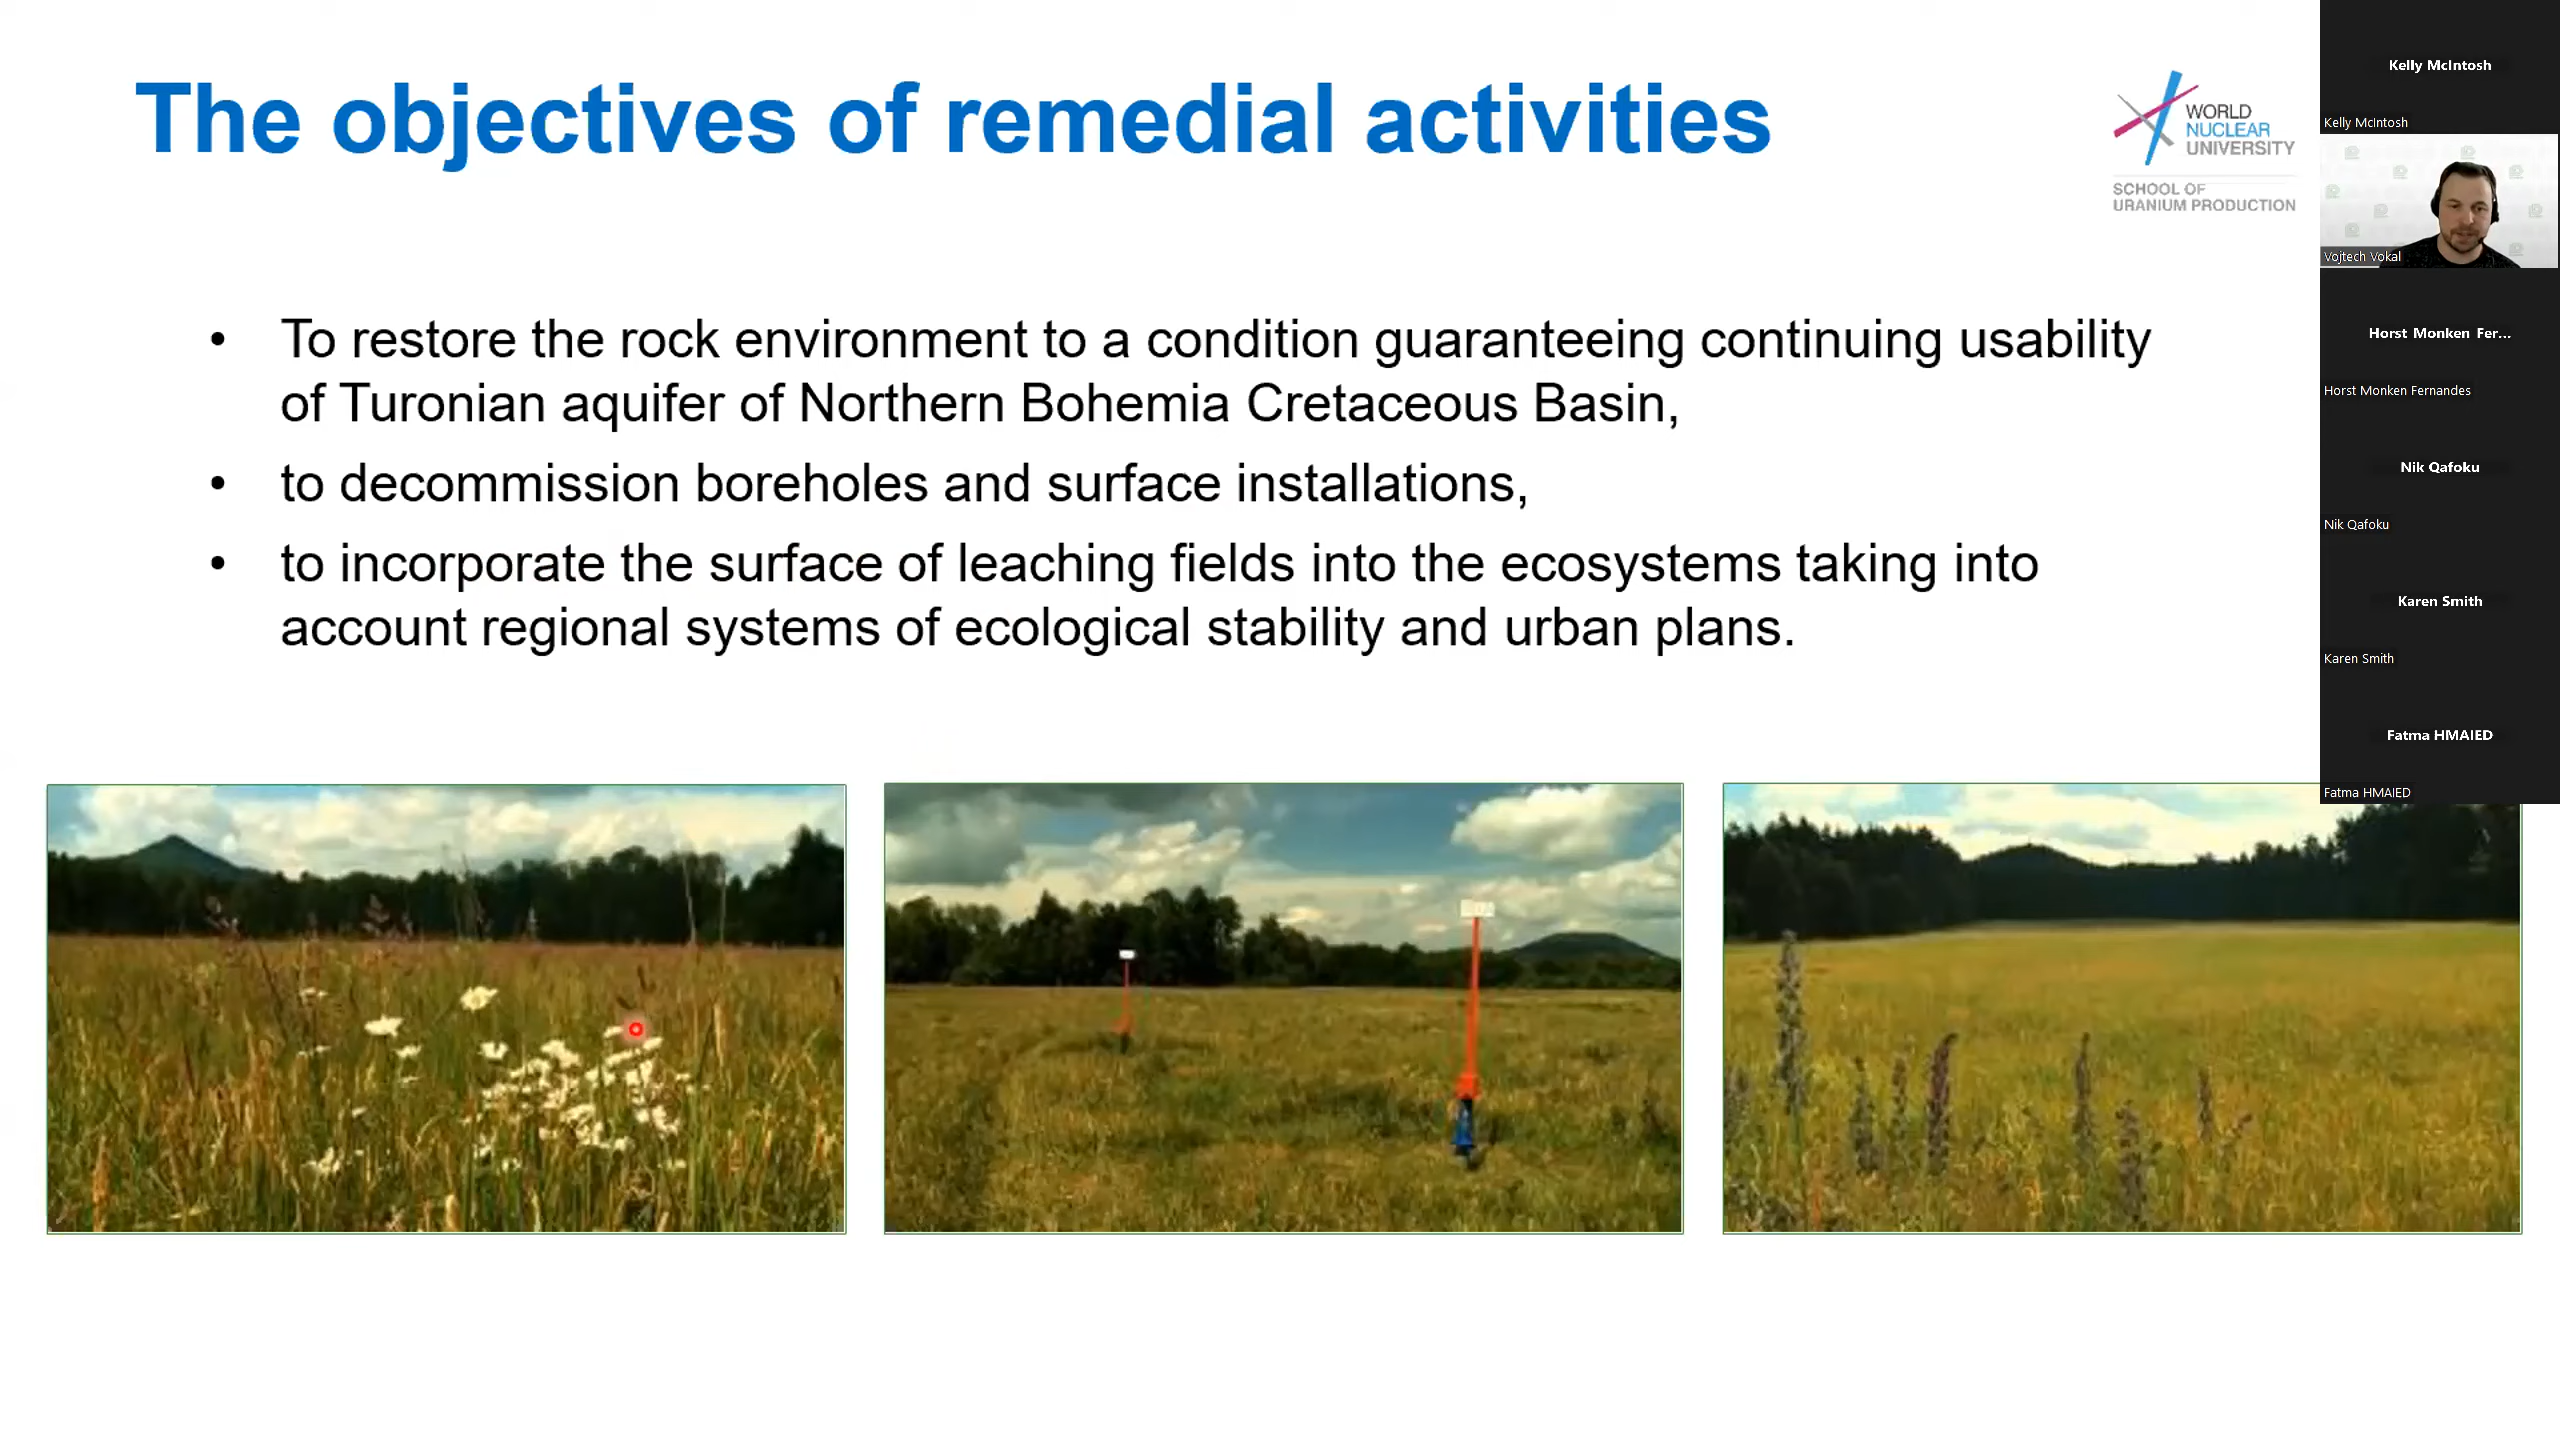 The objectives of remedial activities
WORLD
NUCLEAR
UNIVERSITY
SCHOOL OF
URANIUM PRODUCTION
• To restore the rock environment to a condition guaranteeing continuing usability
of Turonian aquifer of Northern Bohemia Cretaceous Basin,
• to decommission boreholes and surface installations,
• to incorporate the surface of leaching fields into the ecosystems taking into
account regional systems of ecological stability and urban plans.
Kelly McIntosh
Kelly McIntosh
Vojtech Vokal
Horst Monken Fer...
Horst Monken Fernandes
Nik Qafoku
Nik Qafoku
Karen Smith
Karen Smith
Fatma HMAIED
Fatma HMAIED